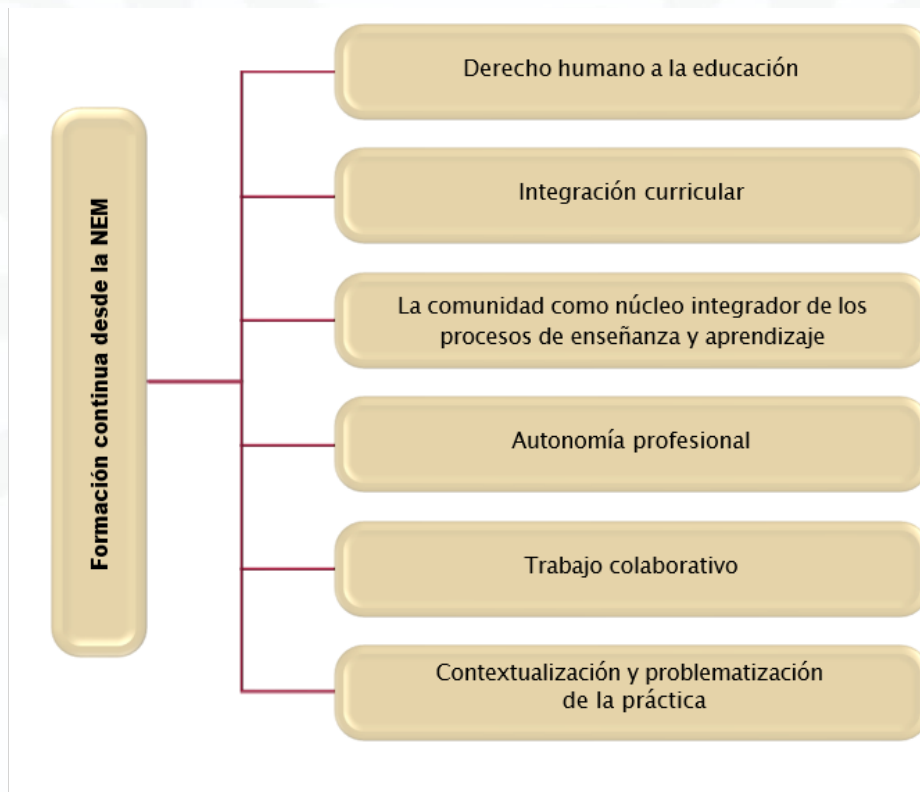 Formación continua desde la NEM
Derecho humano a la educación
Integración curricular
La comunidad como núcleo integrador de los
procesos de enseñanza y aprendizaje
Autonomía profesional
Trabajo colaborativo
Contextualización y problematización
de la práctica